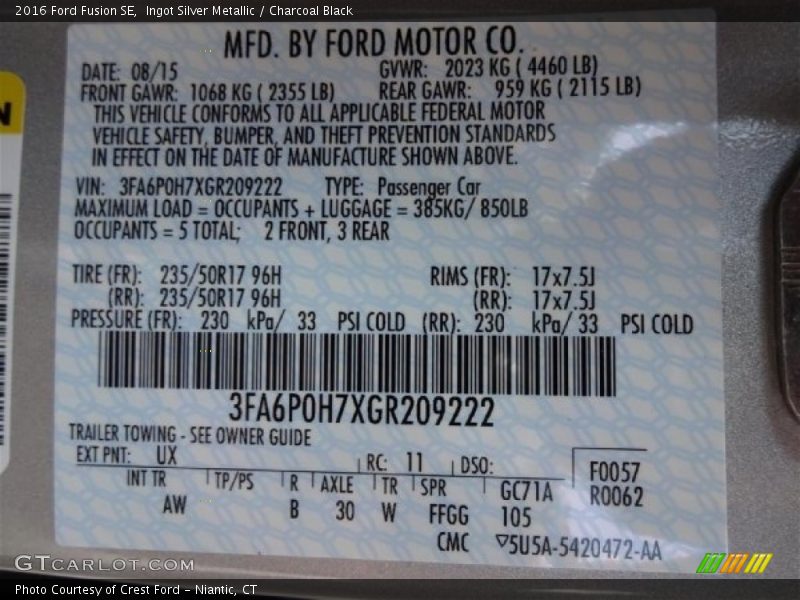 2016 Ford Fusion SE,  Ingot Silver Metallic / Charcoal Black
MFD. BY FORD MOTOR CO.
DATE: 08/15 GVWR: 2023 KG ( 4460 LB)
FRONT GAWR: 1068 KG ( 2355 LB) REAR GAWR: 959 KG ( 2115 LB)
THIS VEHICLE CONFORMS TO ALL APPLICABLE FEDERAL MOTOR
VEHICLE SAFETY, BUMPER, AND THEFT PREVENTION STANDARDS
IN EFFECT ON THE DATE OF MANUFACTURE SHOWN ABOVE.
VIN: 3FA6P0H7XGR209222 TYPE: Passenger Car
MAXIMUM LOAD = OCCUPANTS + LUGGAGE = 385KG/ 850LB
OCCUPANTS = 5 TOTAL; 2 FRONT, 3 REAR
TIRE (FR): 235/50R17 96H RIMS (FR): 17x7.5J
(RR): 235/50R17 96H (RR): 17x7.5J
PRESSURE (FR): 230 kPa/ 33 PSI COLD (RR): 230 kPa/ 33 PSI COLD
3FA6P0H7XGR209222
TRAILER TOWING - SEE OWNER GUIDE
EXT PNT: UX RC: 11 DSO: F0057
INT TR TP/PS R AXLE TR SPR GC71A R0062
AW B 30 W FFGG 105
CMC ▽5U5A-5420472-AA
N
GTCarlot.com
Photo Courtesy of Crest Ford - Niantic, CT